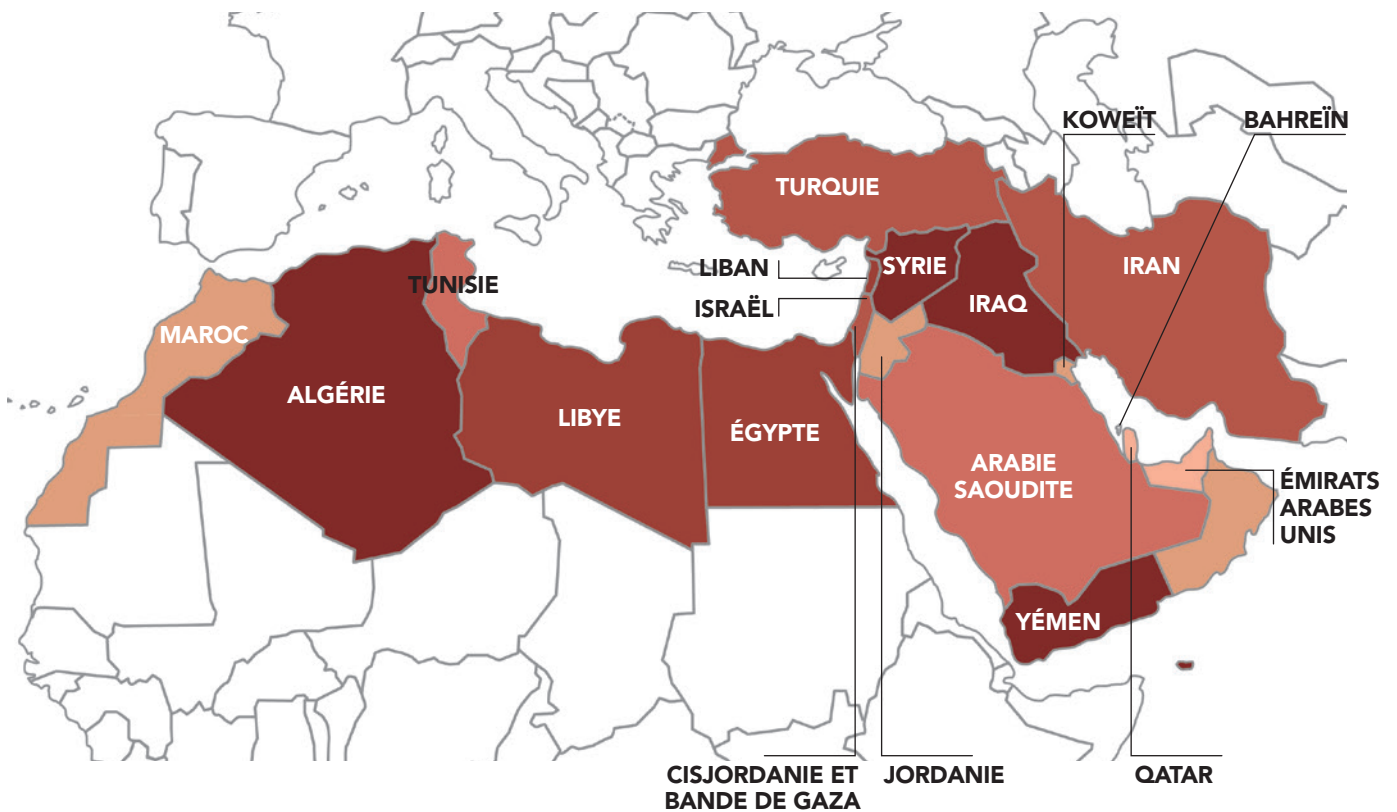 KOWEÏT
BAHREÏN
TURQUIE
LIBAN
SYRIE
IRAN
TUNISIE
ISRAËL
IRAQ
MAROC
ALGÉRIE
LIBYE
ÉGYPTE
ARABIE
SAOUDITE
ÉMIRATS
ARABES
UNIS
YÉMEN
CISJORDANIE ET
BANDE DE GAZA
JORDANIE
QATAR